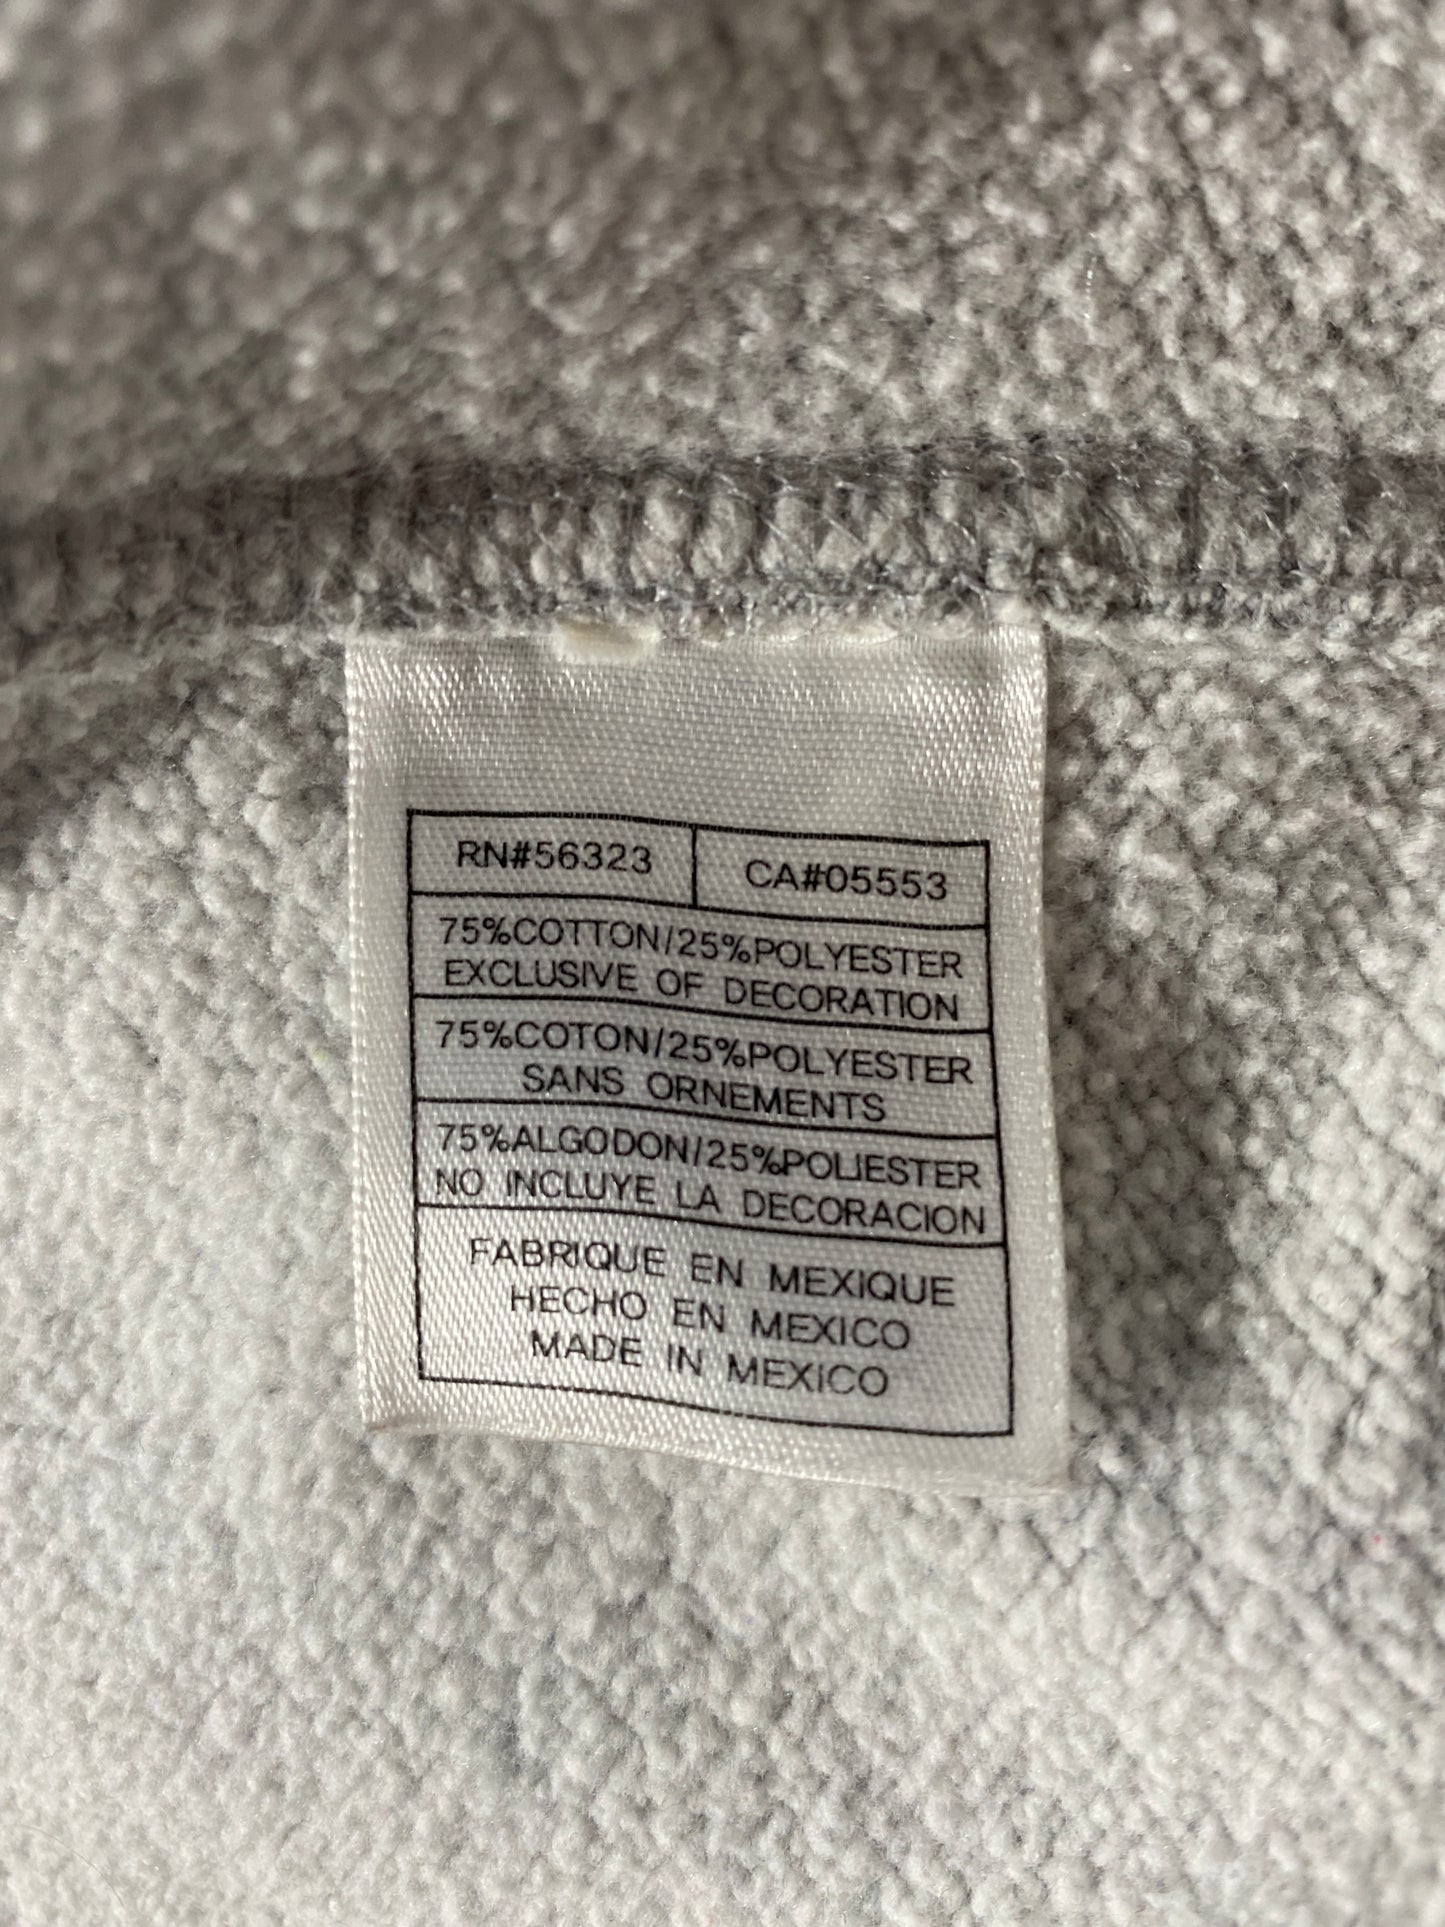 RN#56323 CA#05553
75%COTTON/25%POLYESTER
EXCLUSIVE OF DECORATION
75%COTON/25%POLYESTER
SANS ORNEMENTS
75%ALGODON/25%POLIESTER
NO INCLUYE LA DECORACION
FABRIQUE EN MEXIQUE
HECHO EN MEXICO
MADE IN MEXICO